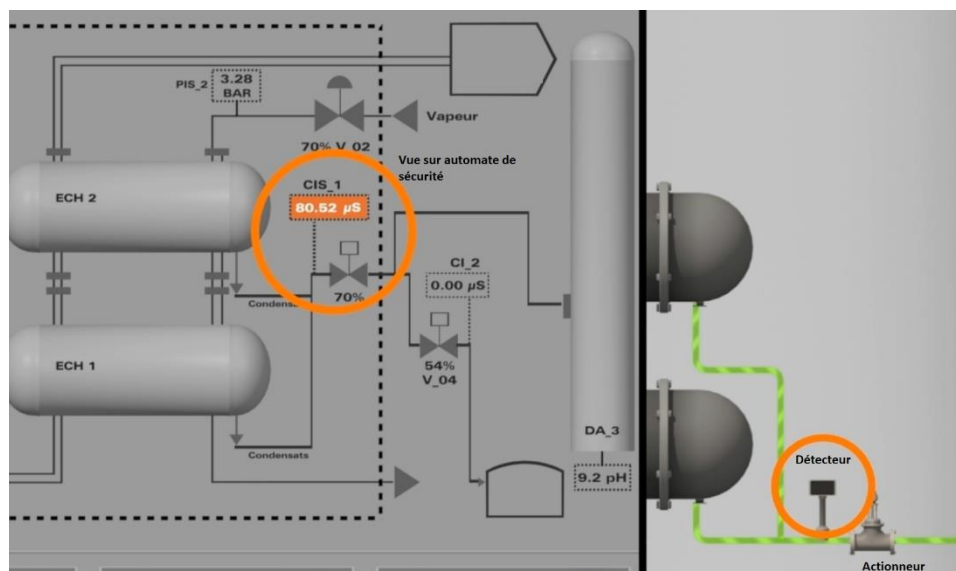 PIS_2
3.28
BAR
Vapeur
70% V_02
Vue sur automate de
sécurité
ECH 2
CIS_1
80.52 µS
CI_2
0.00 µS
70%
Condensats
ECH 1
54%
V_04
Condensats
DA_3
9.2 pH
Détecteur
Actionneur